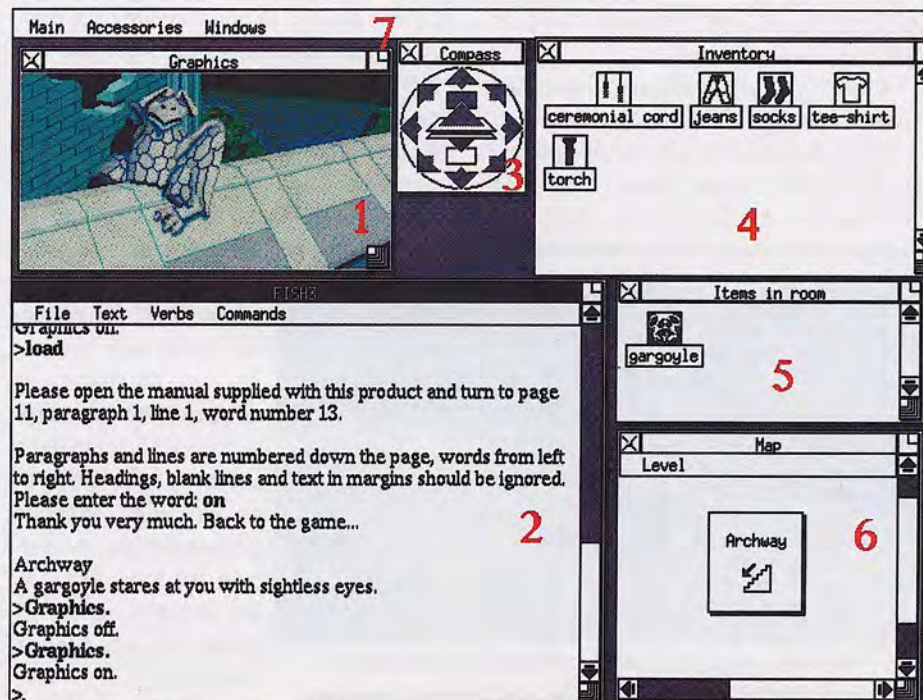 Main Accessories Windows
7
Graphics
1
Compass
3
Inventory
ceremonial cord jeans socks tee-shirt
torch
4
FISH3
File Text Verbs Commands
Graphics on.
>load
Please open the manual supplied with this product and turn to page
11, paragraph 1, line 1, word number 13.
Paragraphs and lines are numbered down the page, words from left
to right. Headings, blank lines and text in margins should be ignored.
Please enter the word: on
Thank you very much. Back to the game...
2
Archway
A gargoyle stares at you with sightless eyes.
>Graphics.
Graphics off.
>Graphics.
Graphics on.
>.
Items in room
gargoyle
5
Map
Level
Archway
6